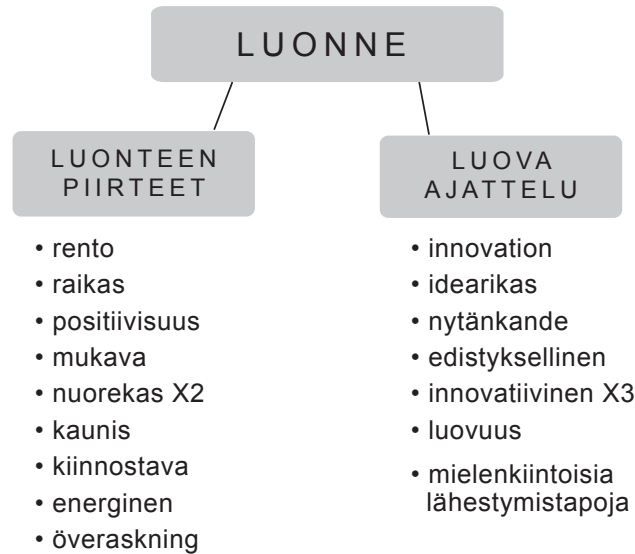 LUONNE
LUONTEEN
PIIRTEET
• rento
• raikas
• positiivisuus
• mukava
• nuorekas X2
• kaunis
• kiinnostava
• energinen
• överaskning
LUOVA
AJATTELU
• innovation
• idearikas
• nytänkande
• edistyksellinen
• innovatiivinen X3
• luovuus
• mielenkiintoisia
lähestymistapoja